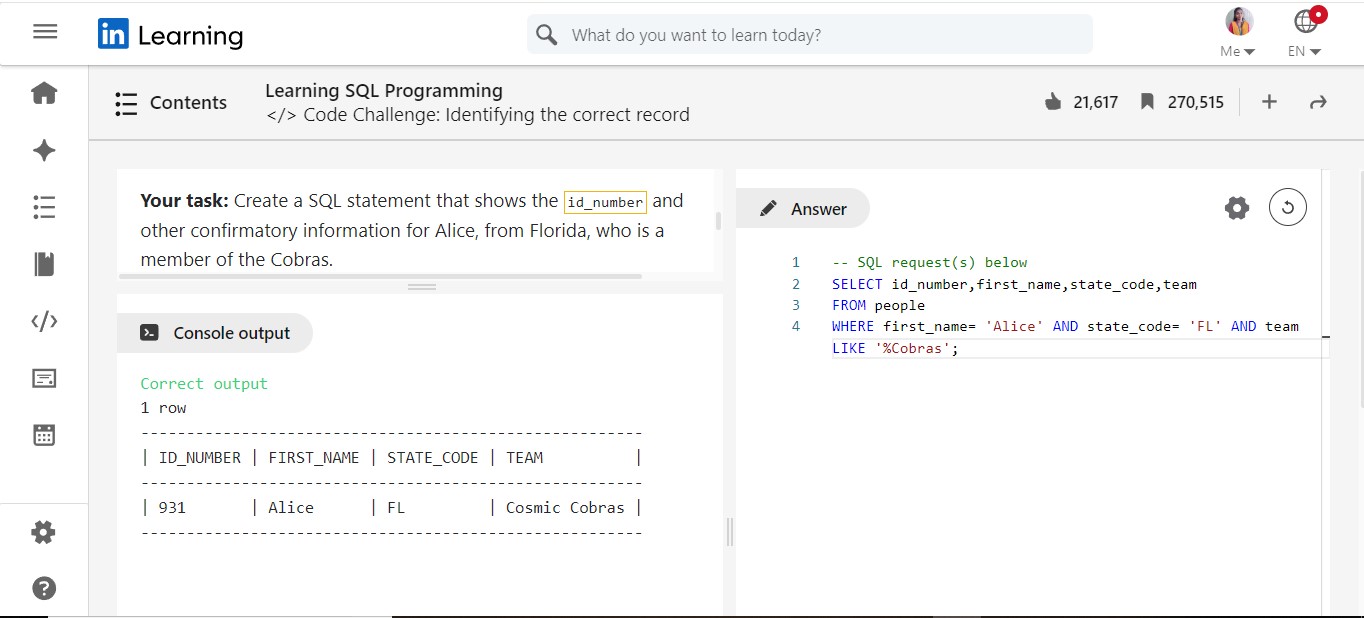 in Learning
What do you want to learn today?
Me
EN
Contents
Learning SQL Programming
</> Code Challenge: Identifying the correct record
21,617
270,515
Your task: Create a SQL statement that shows the id_number and
other confirmatory information for Alice, from Florida, who is a
member of the Cobras.
Console output
Correct output
1 row
-------------------------------------------------------
| ID_NUMBER | FIRST_NAME | STATE_CODE | TEAM          |
-------------------------------------------------------
| 931       | Alice      | FL         | Cosmic Cobras |
-------------------------------------------------------
Answer
1 -- SQL request(s) below
2 SELECT id_number,first_name,state_code,team
3 FROM people
4 WHERE first_name= 'Alice' AND state_code= 'FL' AND team
LIKE '%Cobras';